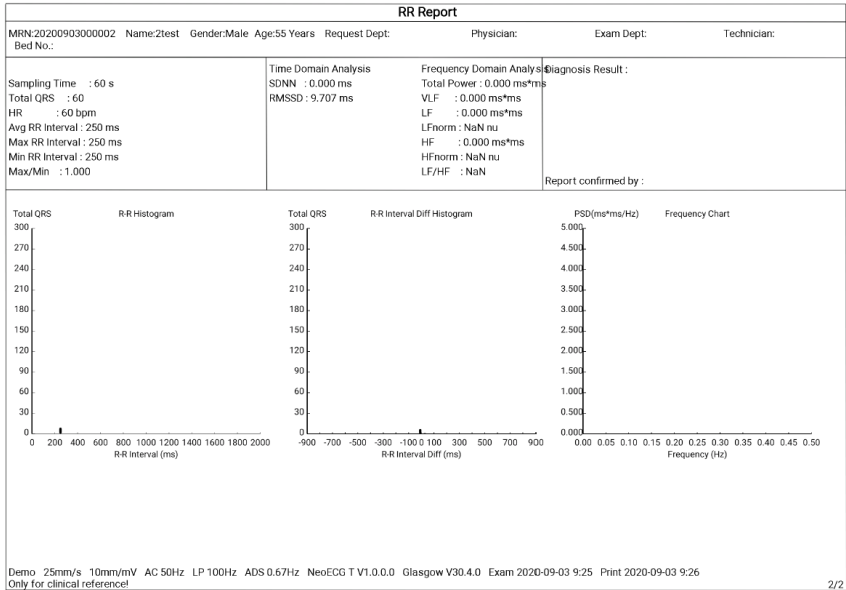 RR Report
MRN:20200903000002 Name:2test Gender:Male Age:55 Years Request Dept: Physician: Exam Dept: Technician:
Bed No.:
Sampling Time : 60 s
Total QRS : 60
HR : 60 bpm
Avg RR Interval : 250 ms
Max RR Interval : 250 ms
Min RR Interval : 250 ms
Max/Min : 1.000
Time Domain Analysis
SDNN : 0.000 ms
RMSSD : 9.707 ms
Frequency Domain Analysis
Total Power : 0.000 ms*ms
VLF : 0.000 ms*ms
LF : 0.000 ms*ms
LFnorm : NaN nu
HF : 0.000 ms*ms
HFnorm : NaN nu
LF/HF : NaN
Diagnosis Result :
Report confirmed by :
Total QRS R-R Histogram
300
270
240
210
180
150
120
90
60
30
0
0 200 400 600 800 1000 1200 1400 1600 1800 2000
R-R Interval (ms)
Total QRS R-R Interval Diff Histogram
300
270
240
210
180
150
120
90
60
30
0
-900 -700 -500 -300 -100 100 300 500 700 900
R-R Interval Diff (ms)
PSD(ms*ms/Hz) Frequency Chart
5.000
4.500
4.000
3.500
3.000
2.500
2.000
1.500
1.000
0.500
0.000
0.00 0.05 0.10 0.15 0.20 0.25 0.30 0.35 0.40 0.45 0.50
Frequency (Hz)
Demo 25mm/s 10mm/mV AC 50Hz LP 100Hz ADS 0.67Hz NeoECG T V1.0.0.0 Glasgow V30.4.0 Exam 2020-09-03 9:25 Print 2020-09-03 9:26
Only for clinical reference! 2/2